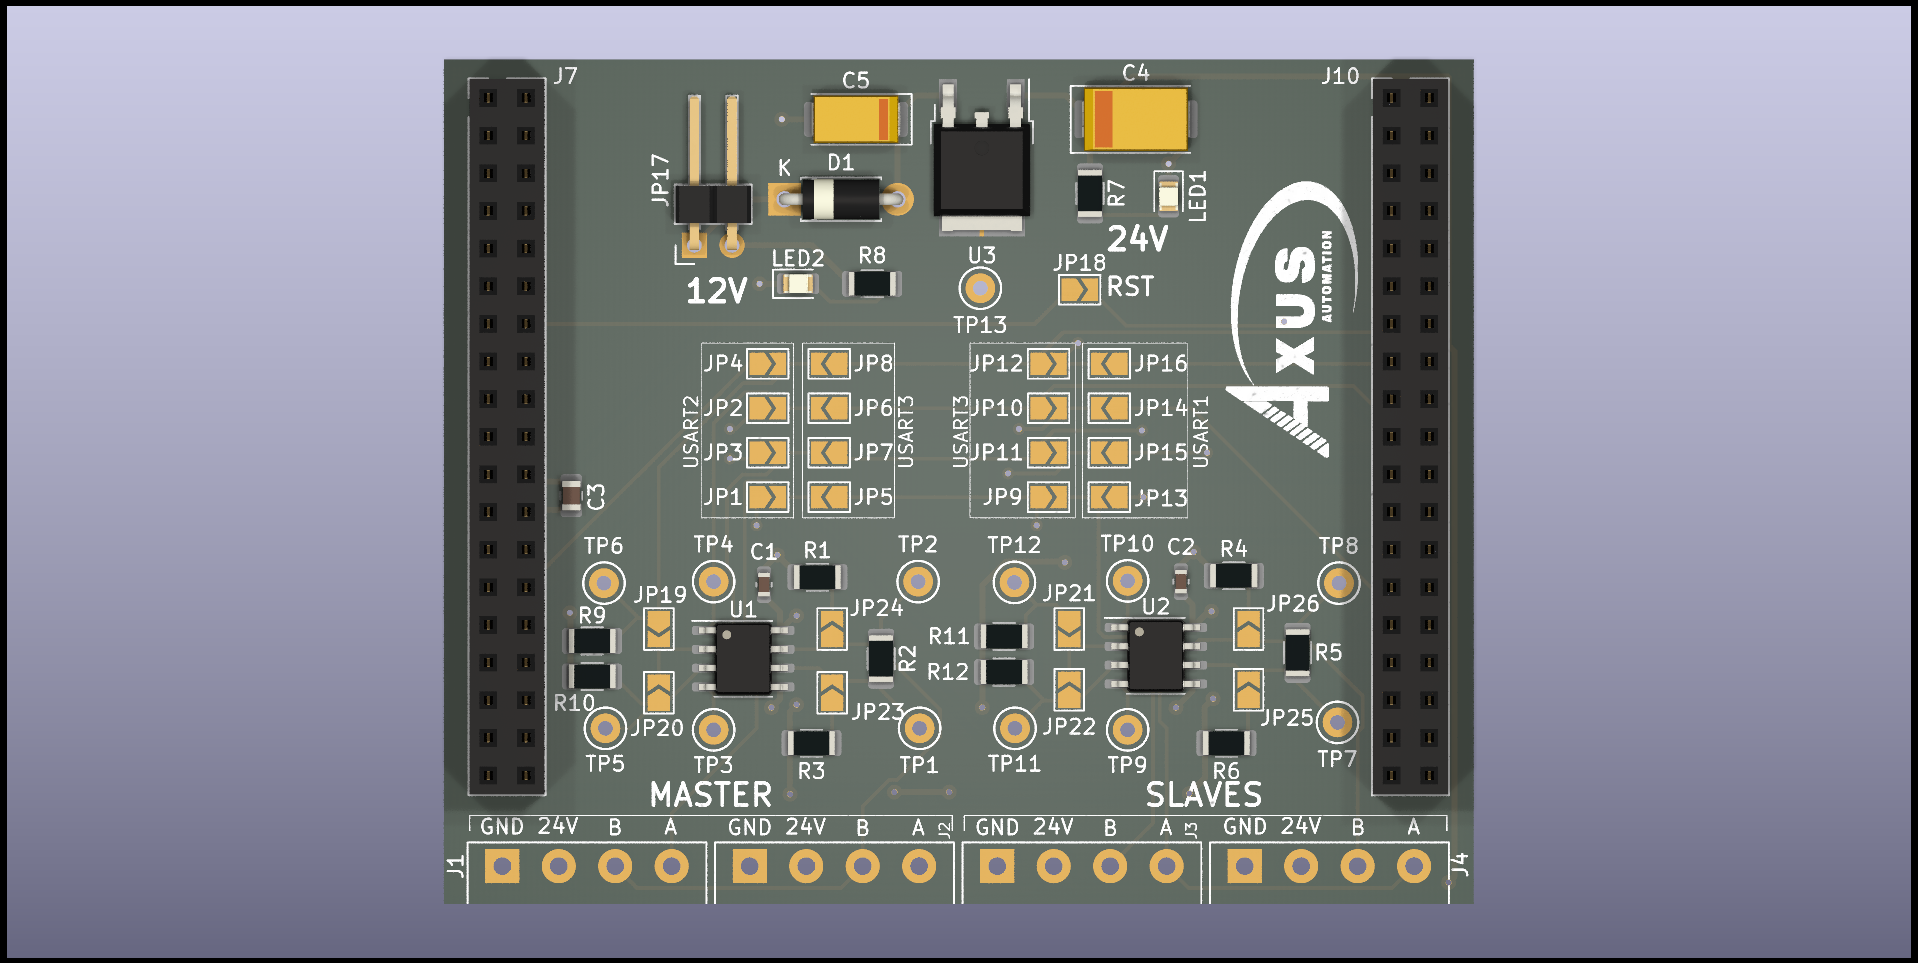 J7
C5
C4
J10
JP17
K
D1
R7
LED1
24V
LED2
R8
U3
JP18
RST
12V
TP13
AXUS
AUTOMATION
JP4
JP8
JP12
JP16
USART2
JP2
JP6
USART3
USART3
JP10
JP14
USART1
JP3
JP7
JP11
JP15
JP1
JP5
JP9
JP13
C3
TP6
TP4
C1
R1
TP2
TP12
TP10
C2
R4
TP8
JP19
U1
JP24
JP21
U2
JP26
R9
R2
R11
R12
R5
R10
JP20
JP23
JP22
JP25
TP5
TP3
R3
TP1
TP11
TP9
R6
TP7
MASTER
SLAVES
GND 24V B A
GND 24V B A J2
GND 24V B A J3
GND 24V B A
J1
J4